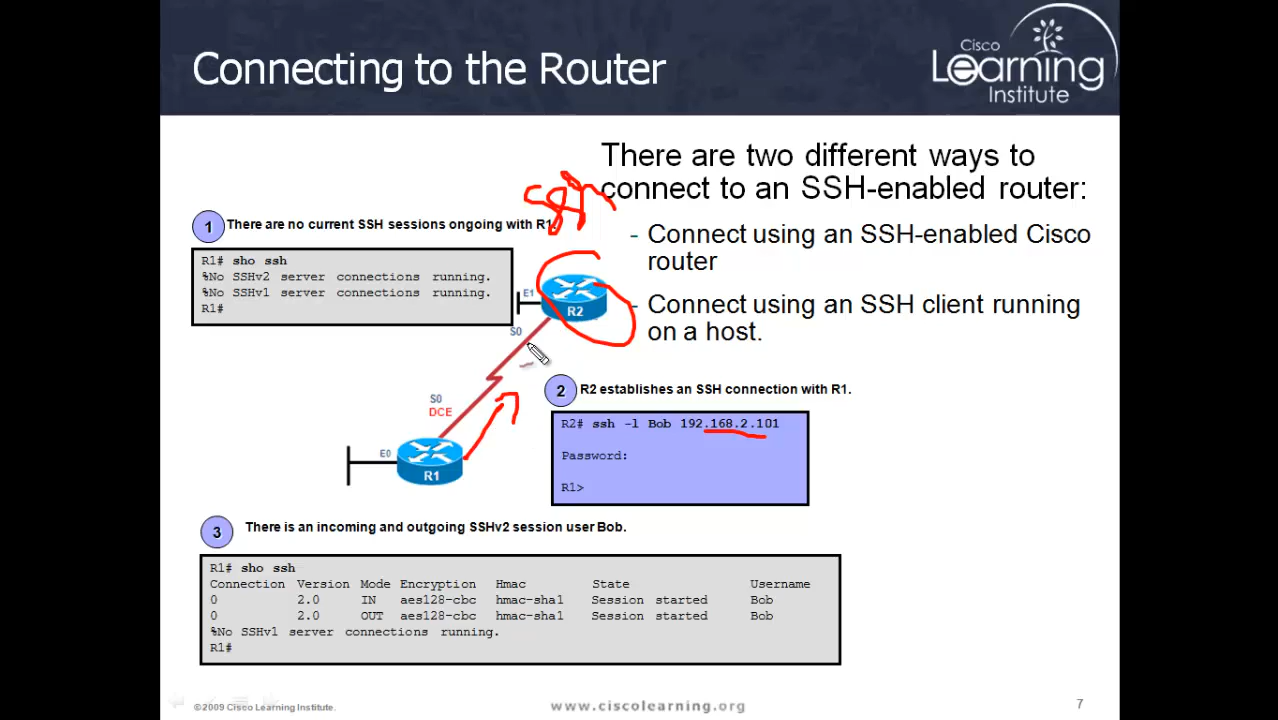 Connecting to the Router
Cisco
Learning
Institute
There are two different ways to
connect to an SSH-enabled router:
- Connect using an SSH-enabled Cisco
router
- Connect using an SSH client running
on a host.
ssh
1
There are no current SSH sessions ongoing with R1.
R1# sho ssh
%No SSHv2 server connections running.
%No SSHv1 server connections running.
R1#
E1
R2
S0
S0
DCE
E0
R1
2
R2 establishes an SSH connection with R1.
R2# ssh -l Bob 192.168.2.101
Password:
R1>
3
There is an incoming and outgoing SSHv2 session user Bob.
R1# sho ssh
Connection Version Mode Encryption Hmac State Username
0 2.0 IN aes128-cbc hmac-sha1 Session started Bob
0 2.0 OUT aes128-cbc hmac-sha1 Session started Bob
%No SSHv1 server connections running.
R1#
©2009 Cisco Learning Institute.
www.ciscolearning.org
7